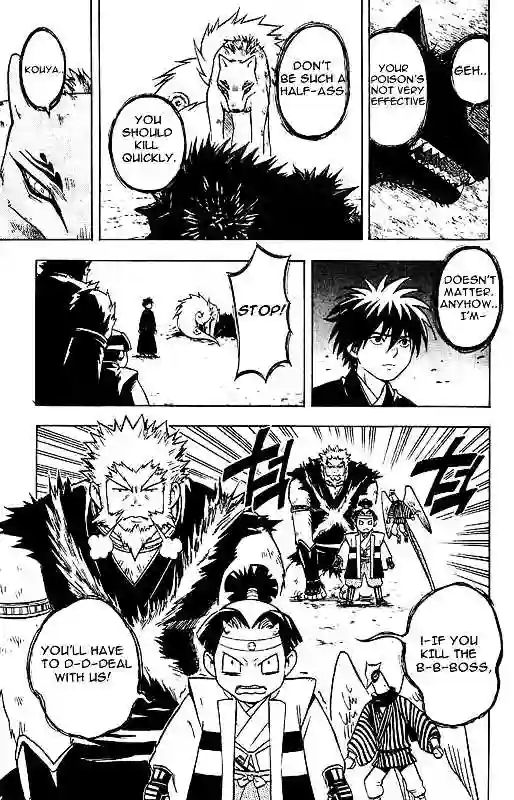 GEH..
YOUR
POISON'S
NOT VERY
EFFECTIVE
DON'T
BE SUCH A
HALF-ASS.
YOU
SHOULD
KILL
QUICKLY.
KOUYA..
DOESN'T
MATTER.
ANYHOW..
I'M-
STOP!
I-IF YOU
KILL THE
B-B-BOSS,
YOU'LL HAVE
TO D-D-DEAL
WITH US!